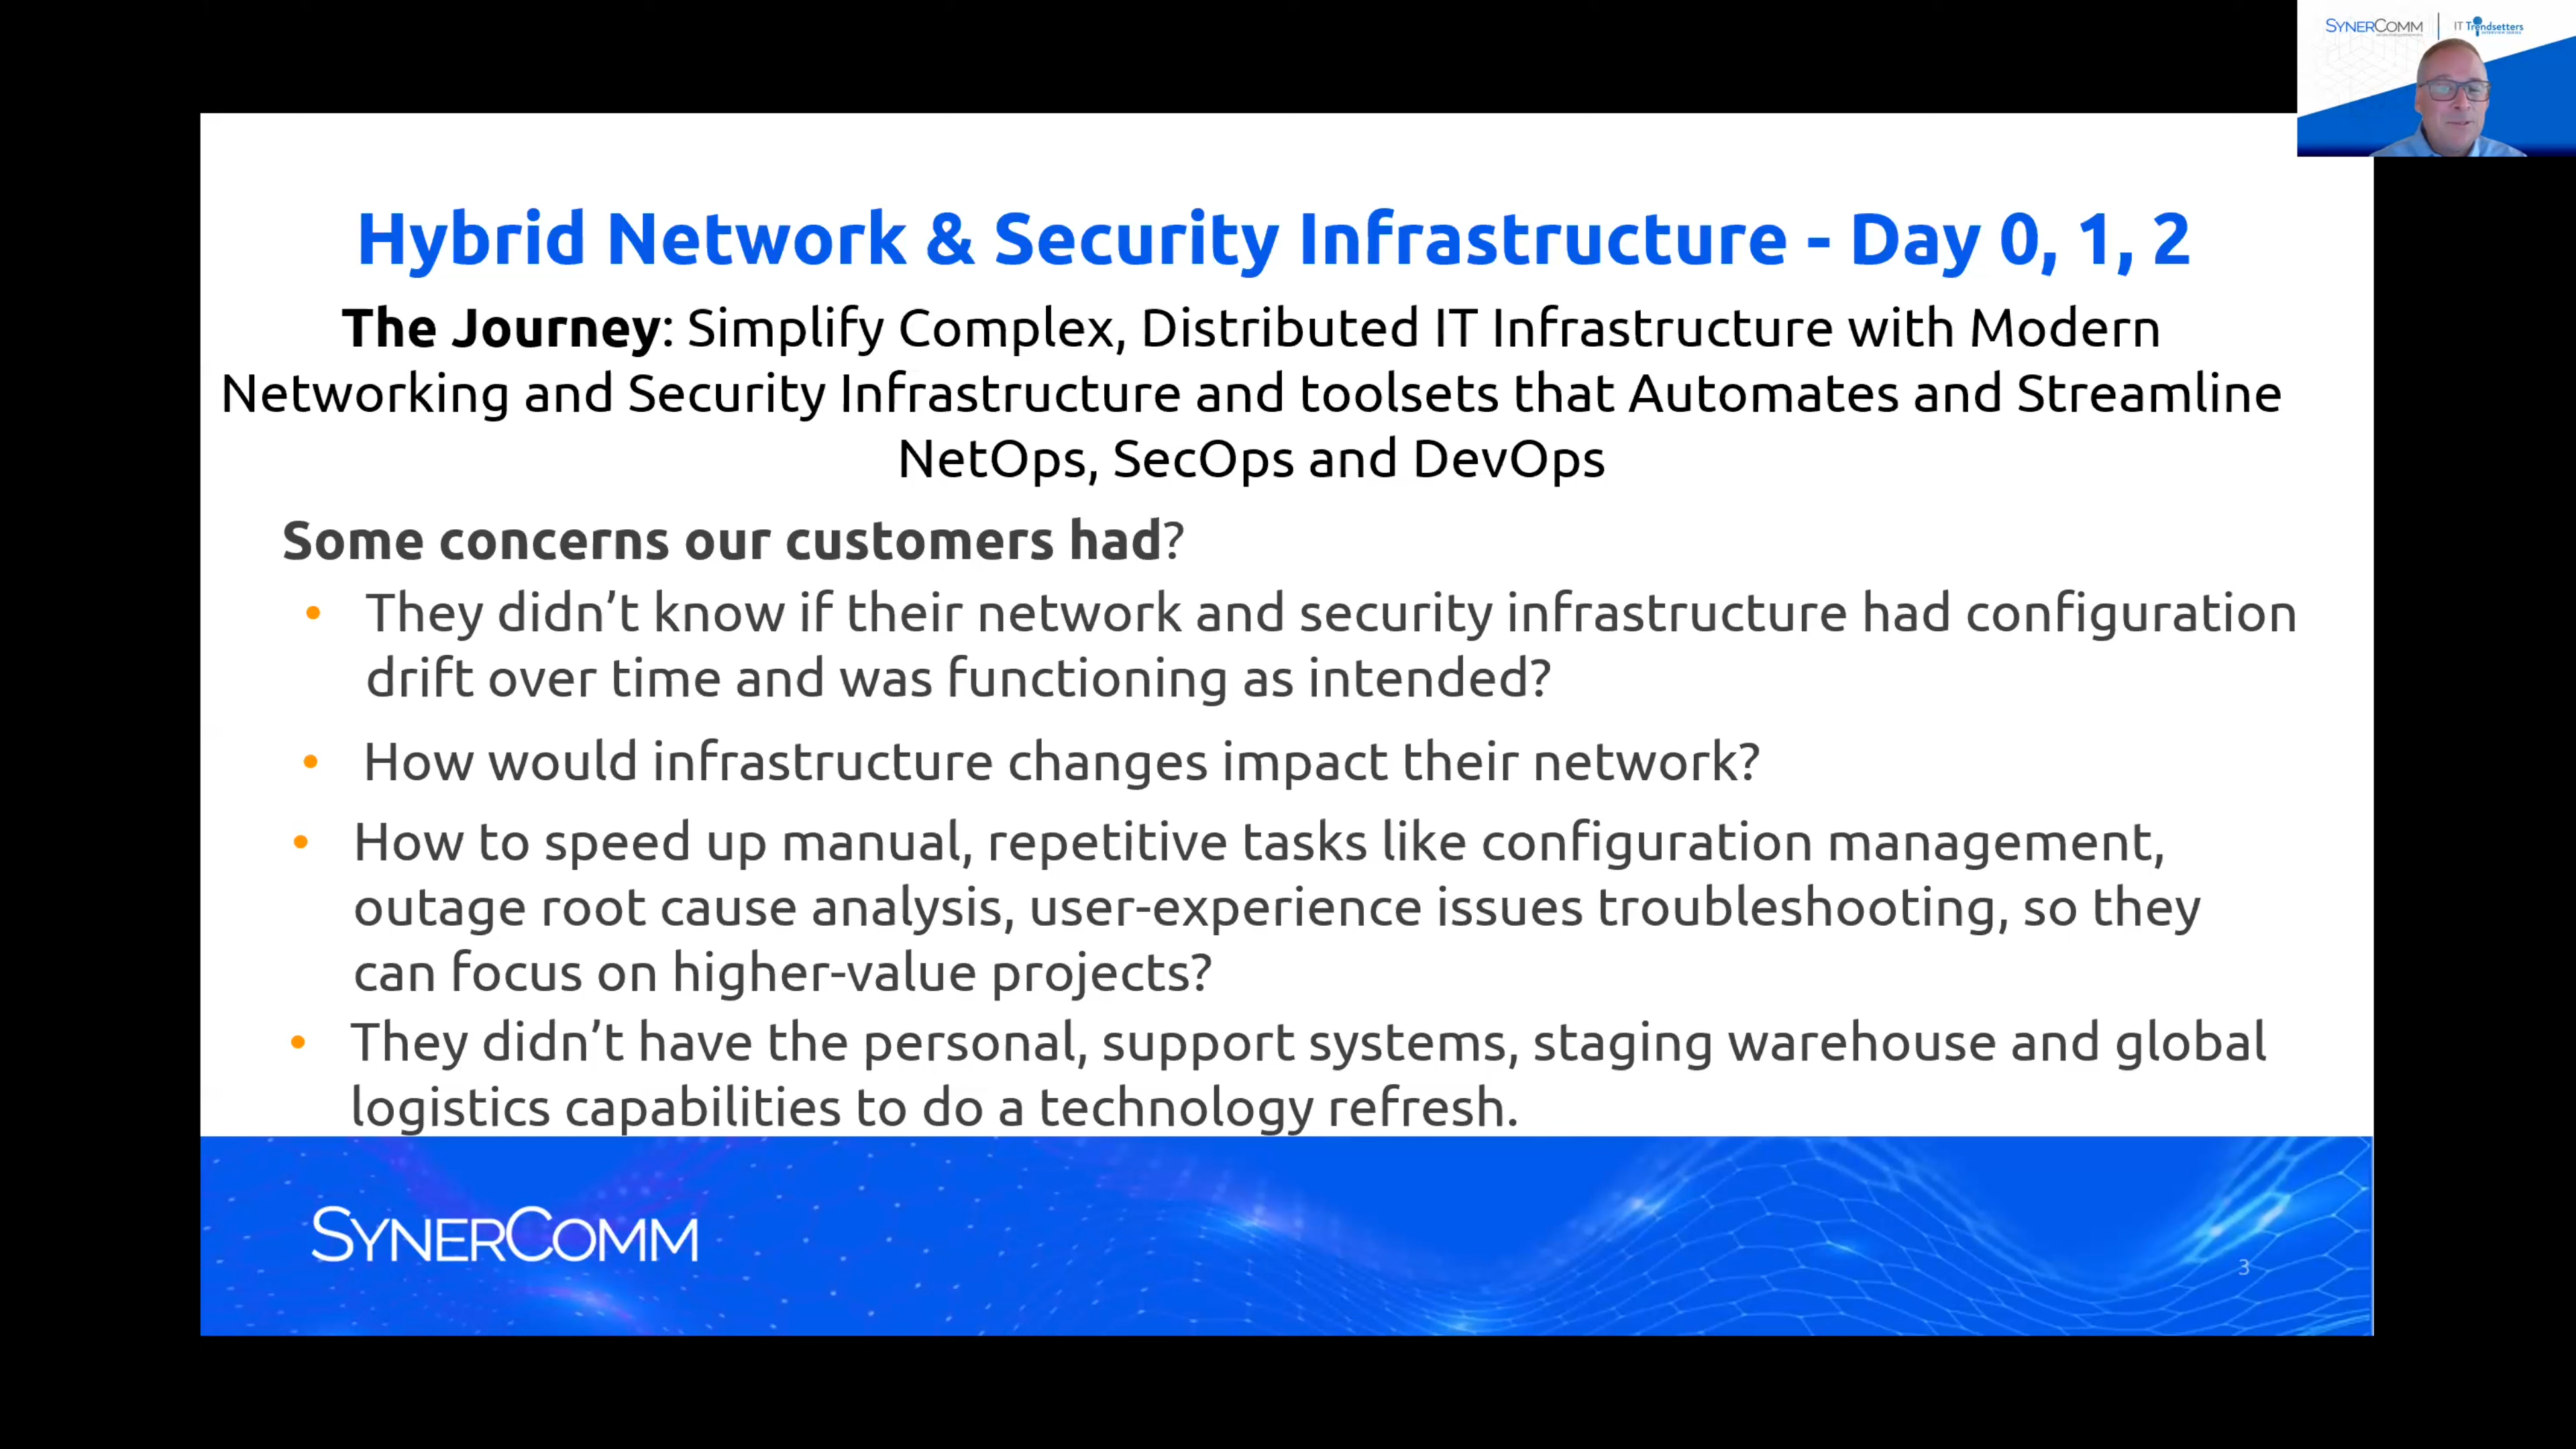 SYNERCOMM
IT Trendsetters
Hybrid Network & Security Infrastructure - Day 0, 1, 2
The Journey: Simplify Complex, Distributed IT Infrastructure with Modern
Networking and Security Infrastructure and toolsets that Automates and Streamline
NetOps, SecOps and DevOps
Some concerns our customers had?
• They didn’t know if their network and security infrastructure had configuration
drift over time and was functioning as intended?
• How would infrastructure changes impact their network?
• How to speed up manual, repetitive tasks like configuration management,
outage root cause analysis, user-experience issues troubleshooting, so they
can focus on higher-value projects?
• They didn’t have the personal, support systems, staging warehouse and global
logistics capabilities to do a technology refresh.
SYNERCOMM
3